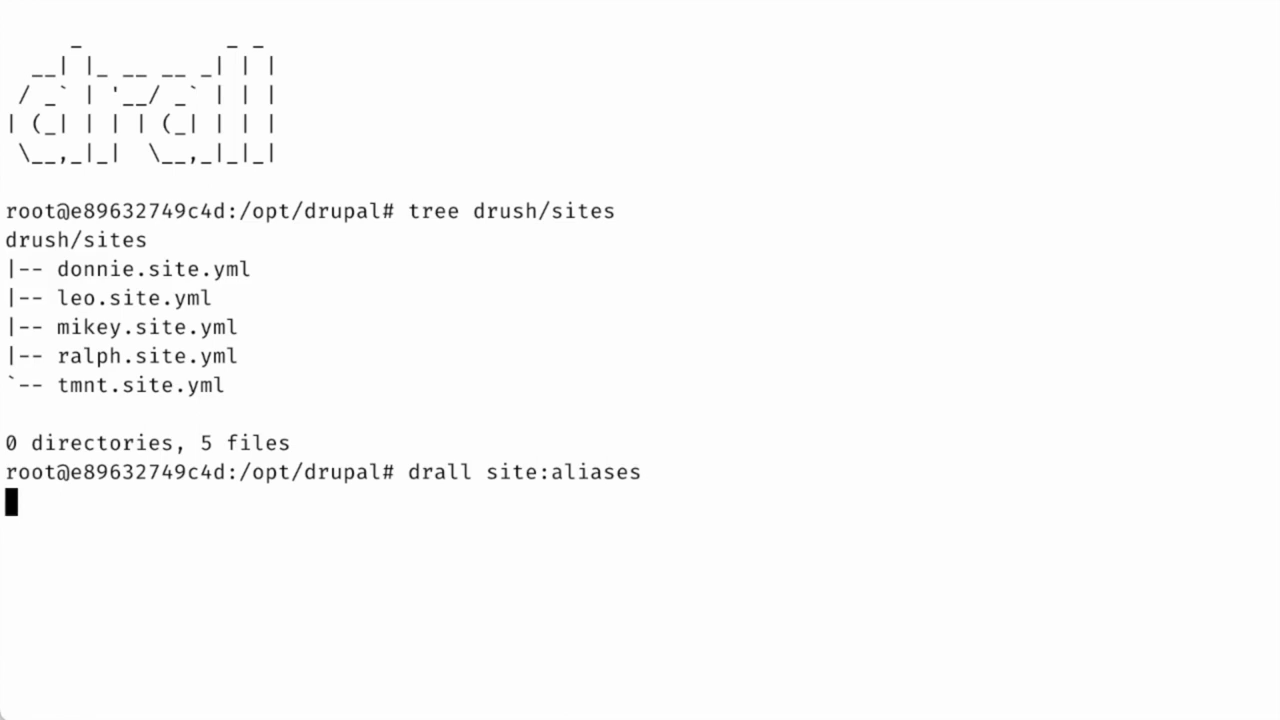 _           _ _
  __| |_ __ __ _| | |
 / _` | '__/ _` | | |
| (_| | | | (_| | | |
 \__,_|_|  \__,_|_|_|
root@e89632749c4d:/opt/drupal# tree drush/sites
drush/sites
|-- donnie.site.yml
|-- leo.site.yml
|-- mikey.site.yml
|-- ralph.site.yml
`-- tmnt.site.yml
0 directories, 5 files
root@e89632749c4d:/opt/drupal# drall site:aliases